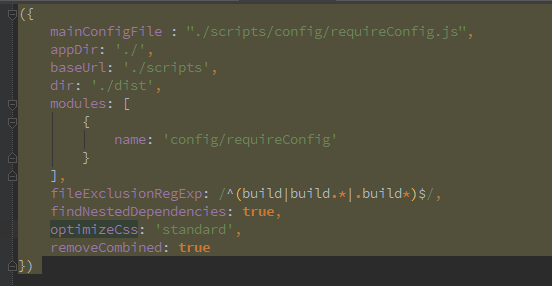 ({
    mainConfigFile : "./scripts/config/requireConfig.js",
    appDir: './',
    baseUrl: './scripts',
    dir: './dist',
    modules: [
        {
            name: 'config/requireConfig'
        }
    ],
    fileExclusionRegExp: /^(build|build.*|.build*)$/,
    findNestedDependencies: true,
    optimizeCss: 'standard',
    removeCombined: true
})